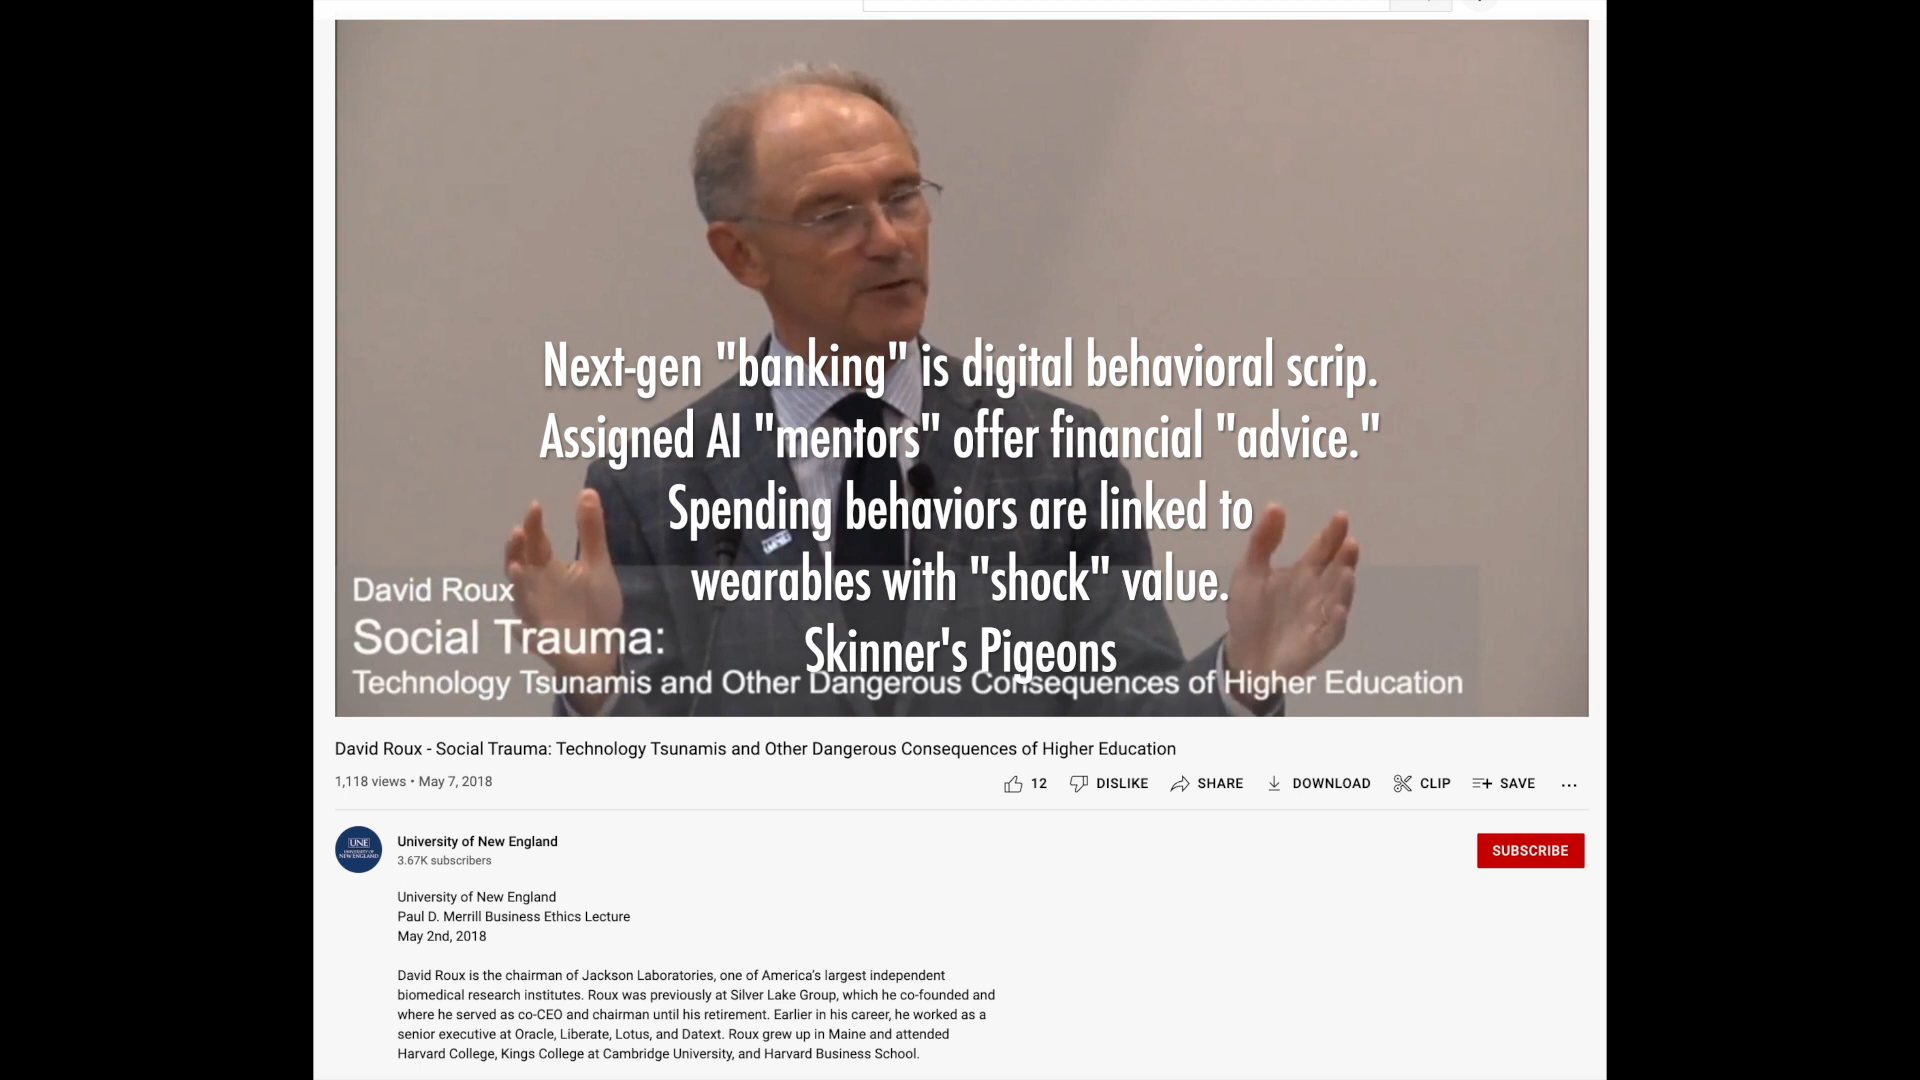 Next-gen "banking" is digital behavioral scrip.
Assigned AI "mentors" offer financial "advice."
Spending behaviors are linked to
wearables with "shock" value.
Skinner's Pigeons
David Roux
Social Trauma:
Technology Tsunamis and Other Dangerous Consequences of Higher Education
David Roux - Social Trauma: Technology Tsunamis and Other Dangerous Consequences of Higher Education
1,118 views • May 7, 2018
12 DISLIKE SHARE DOWNLOAD CLIP SAVE ...
UNE
UNIVERSITY OF
NEW ENGLAND
University of New England
3.67K subscribers
SUBSCRIBE
University of New England
Paul D. Merrill Business Ethics Lecture
May 2nd, 2018
David Roux is the chairman of Jackson Laboratories, one of America's largest independent
biomedical research institutes. Roux was previously at Silver Lake Group, which he co-founded and
where he served as co-CEO and chairman until his retirement. Earlier in his career, he worked as a
senior executive at Oracle, Liberate, Lotus, and Datext. Roux grew up in Maine and attended
Harvard College, Kings College at Cambridge University, and Harvard Business School.